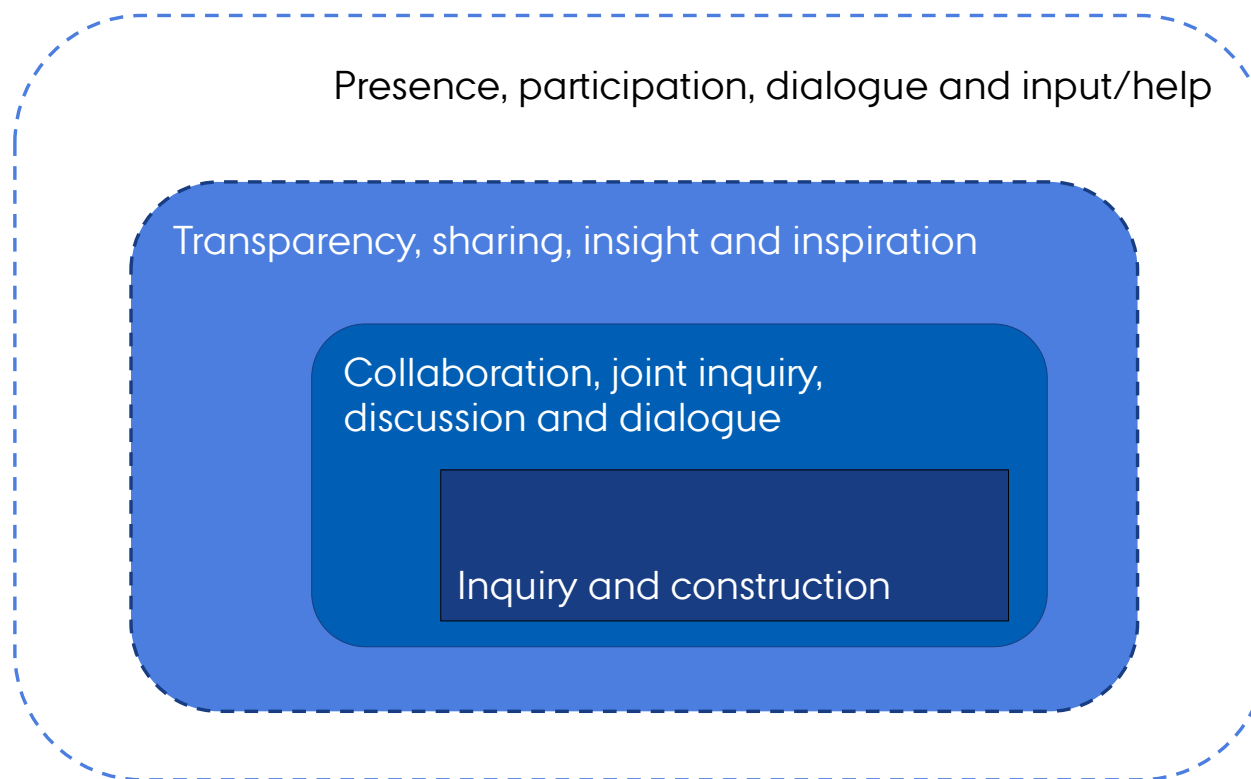 Presence, participation, dialogue and input/help
Transparency, sharing, insight and inspiration
Collaboration, joint inquiry,
discussion and dialogue
Inquiry and construction